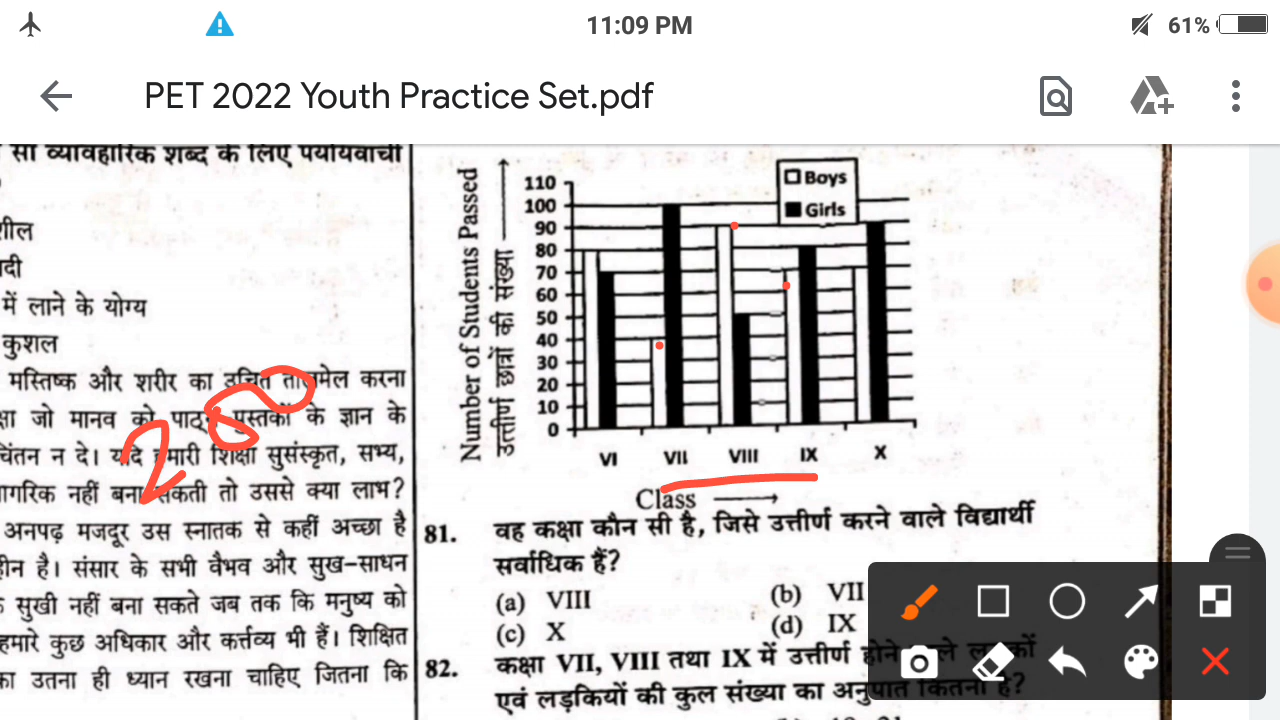 11:09 PM
61%
PET 2022 Youth Practice Set.pdf
व्यावहारिक शब्द के लिए पर्यायवाची
में लाने के योग्य
कुशल
मस्तिष्क और शरीर का उचित तालमेल करना
जो मानव को पुस्तकों के ज्ञान के
चिंतन न दे। यदि हमारी शिक्षा सुसंस्कृत, सभ्य,
नहीं बना सकती तो उससे क्या लाभ?
अनपढ़ मजदूर उस स्नातक से कहीं अच्छा है
है। संसार के सभी वैभव और सुख-साधन
सुखी नहीं बना सकते जब तक कि मनुष्य को
हमारे कुछ अधिकार और कर्त्तव्य भी हैं। शिक्षित
उतना ही ध्यान रखना चाहिए जितना कि
280
Number of Students Passed
उत्तीर्ण छात्रों की संख्या
110
100
90
80
70
60
50
40
30
20
10
0
Boys
Girls
VI VII VIII IX X
Class
81. वह कक्षा कौन सी है, जिसे उत्तीर्ण करने वाले विद्यार्थी
सर्वाधिक हैं?
(a) VIII (b) VII
(c) X (d) IX
82. कक्षा VII, VIII तथा IX में उत्तीर्ण होने वाले लड़कों
एवं लड़कियों की कुल संख्या का अनुपात कितना है?